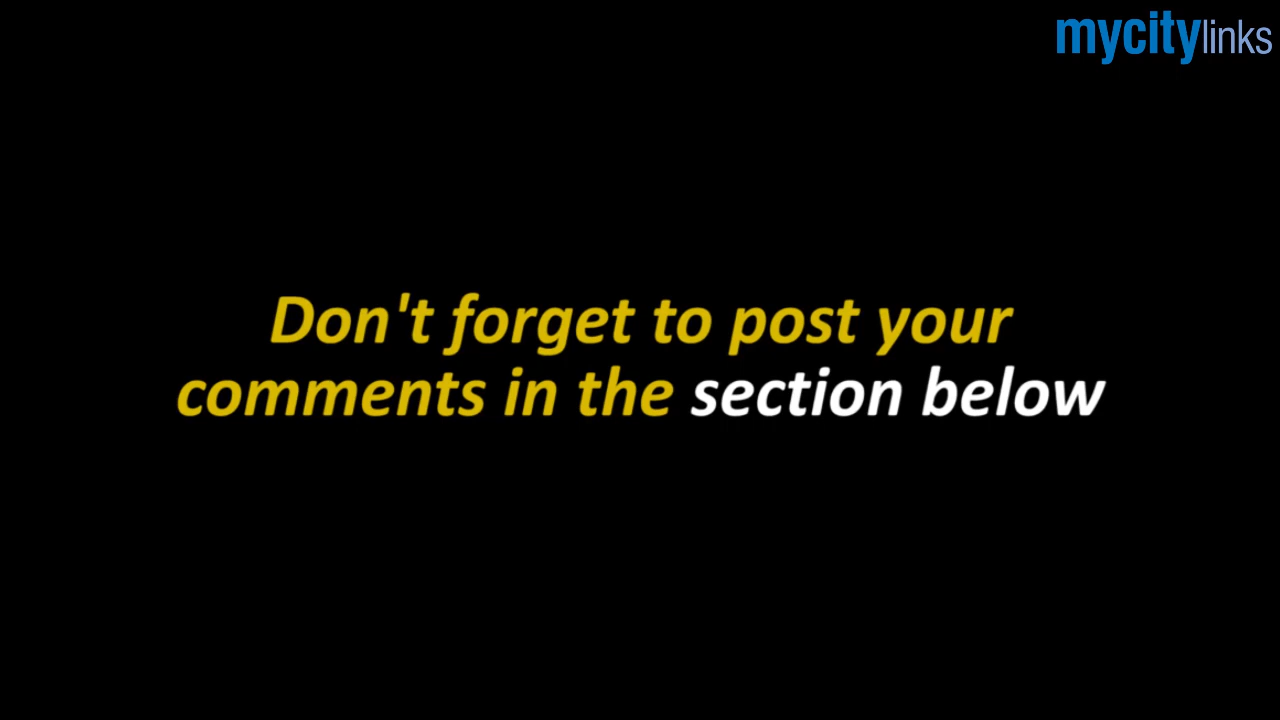 mycitylinks
Don't forget to post your
comments in the section below